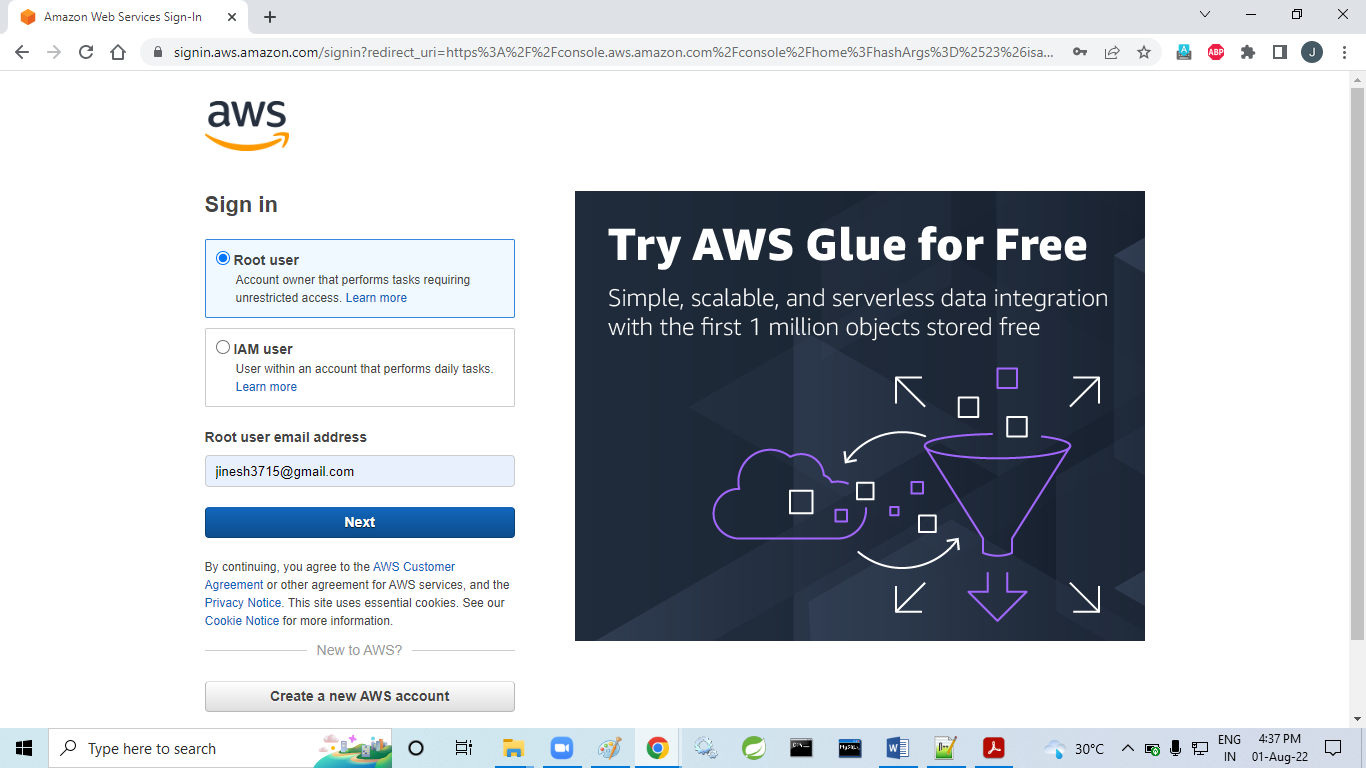 Amazon Web Services Sign-In
signin.aws.amazon.com/signin?redirect_uri=https%3A%2F%2Fconsole.aws.amazon.com%2Fconsole%2Fhome%3FhashArgs%3D%2523%26isa...
ABP
J
aws
Sign in
Root user
Account owner that performs tasks requiring
unrestricted access. Learn more
IAM user
User within an account that performs daily tasks.
Learn more
Root user email address
jinesh3715@gmail.com
Next
By continuing, you agree to the AWS Customer
Agreement or other agreement for AWS services, and the
Privacy Notice. This site uses essential cookies. See our
Cookie Notice for more information.
New to AWS?
Create a new AWS account
Try AWS Glue for Free
Simple, scalable, and serverless data integration
with the first 1 million objects stored free
Type here to search
30°C
ENG
IN
4:37 PM
01-Aug-22